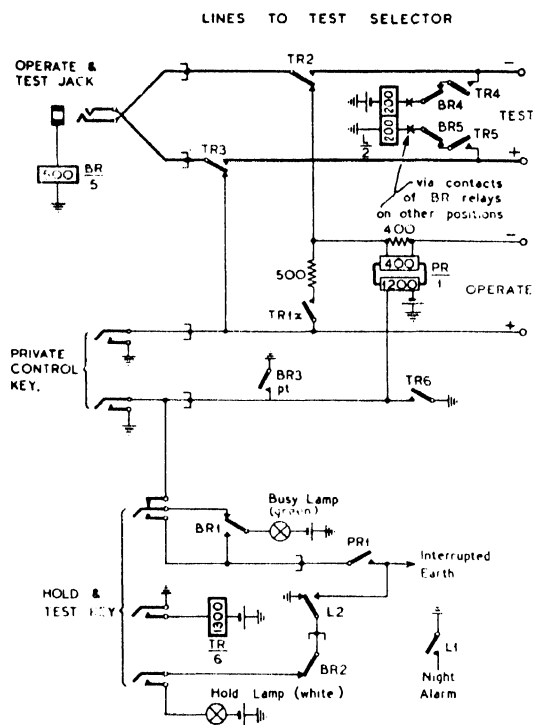 LINES TO TEST SELECTOR
OPERATE &
TEST JACK
TR2
−
200
200
BR4
TR4
TEST
L
2
BR5
TR5
+
500
BR
5
TR3
via contacts
of BR relays
on other positions
400
−
500
400
1200
PR
1
OPERATE
TR1x
+
PRIVATE
CONTROL
KEY.
BR3
pt
TR6
Busy Lamp
(green)
BR1
PR1
Interrupted
Earth
HOLD &
TEST KEY
1300
TR
6
L2
BR2
L1
Night
Alarm
Hold Lamp (white)